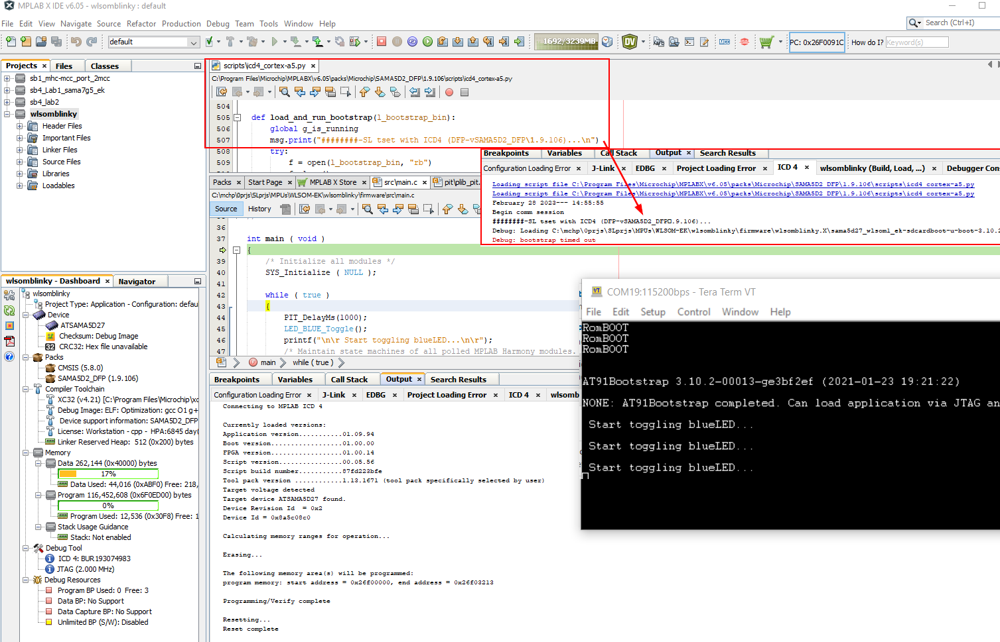 MPLAB X IDE v6.05 - wlsomblinky : default
File Edit View Navigate Source Refactor Production Debug Team Tools Window Help
Search (Ctrl+I)
default
1692/3239MB
PC: 0x26F0091C
How do I? Keyword(s)
Projects Files Classes
sb1_mhc-mcc_port_2mcc
sb4_Lab1_sama7g5_ek
sb4_lab2
wlsomblinky
Header Files
Important Files
Linker Files
Source Files
Libraries
Loadables
scripts\icd4_cortex-a5.py
C:\Program Files\Microchip\MPLABX\v6.05\packs\Microchip\SAMA5D2_DFP\1.9.106\scripts\icd4_cortex-a5.py
504
505 def load_and_run_bootstrap(l_bootstrap_bin):
506 global g_is_running
507 msg.print("########-SL tset with ICD4 (DFP-vSAMA5D2_DFP\1.9.106)...\n")
508 try:
509 f = open(l_bootstrap_bin, "rb")
Breakpoints Variables Call Stack Output Search Results
Configuration Loading Error J-Link EDBG Project Loading Error ICD 4 wlsomblinky (Build, Load, ...) Debugger Cons
Loading script file C:\Program Files\Microchip\MPLABX\v6.05\packs\Microchip\SAMA5D2_DFP\1.9.106\scripts\icd4_cortex-a5.py
Loading script file C:\Program Files\Microchip\MPLABX\v6.05\packs\Microchip\SAMA5D2_DFP\1.9.106\scripts\icd4_cortex-a5.py
February 28 2023--- 14:55:55
Begin comm session
########-SL tset with ICD4 (DFP-vSAMA5D2_DFP□.9.106)...
Debug: Loading C:\mchp\0prjs\SLprjs\MPUs\WLSOM-EK\wlsomblinky\firmware\wlsomblinky.X\sama5d27_wlsom1_ek-sdcardboot-u-boot-3.10.2
Debug: bootstrap timed out
Packs Start Page MPLAB X Store src\main.c pit\plib_pit.
C:\mchp\0prjs\SLprjs\MPUs\WLSOM-EK\wlsomblinky\firmware\src\main.c
Source History
36
37 int main ( void )
{
39 /* Initialize all modules */
40 SYS_Initialize ( NULL );
41
42 while ( true )
43 {
44 PIT_DelayMs(1000);
45 LED_BLUE_Toggle();
46 printf("\n\r Start toggling blueLED...\n\r");
47 /* Maintain state machines of all polled MPLAB Harmony modules.
main while ( true )
wlsomblinky - Dashboard Navigator
wlsomblinky
Project Type: Application - Configuration: defau
Device
ATSAMA5D27
Checksum: Debug Image
CRC32: Hex file unavailable
Packs
CMSIS (5.8.0)
SAMA5D2_DFP (1.9.106)
Compiler Toolchain
XC32 (v4.21) [C:\Program Files\Microchip\xc
Debug Image: ELF: Optimization: gcc O1 g+
Device support information: SAMA5D2_DFP
License: Workstation - cpp - HPA:6845 day(
Linker Reserved Heap: 512 (0x200) bytes
Memory
Data 262,144 (0x40000) bytes
17%
Data Used: 44,016 (0xABF0) Free: 218,
Program 116,452,608 (0x6F0ED00) bytes
0%
Program Used: 12,536 (0x30F8) Free: 1
Stack Usage Guidance
Stack: Not enabled
Debug Tool
ICD 4: BUR193074983
JTAG (2.000 MHz)
Debug Resources
Program BP Used: 0 Free: 3
Data BP: No Support
Data Capture BP: No Support
Unlimited BP (S/W): Disabled
Breakpoints Variables Call Stack Output Search Results
Configuration Loading Error J-Link EDBG Project Loading Error ICD 4 wlsomb
Connecting to MPLAB ICD 4
Currently loaded versions:
Application version...........01.09.94
Boot version..................01.00.00
FPGA version..................01.00.14
Script version................00.05.56
Script build number...........87fd223bfe
Tool pack version ............1.13.1671 (tool pack specifically selected by user)
Target voltage detected
Target device ATSAMA5D27 found.
Device Revision Id = 0x2
Device Id = 0x8a5c08c0
Calculating memory ranges for operation...
Erasing...
The following memory area(s) will be programmed:
program memory: start address = 0x26f00000, end address = 0x26f03213
Programming/Verify complete
Resetting...
Reset complete
COM19:115200bps - Tera Term VT
File Edit Setup Control Window Help
RomBOOT
RomBOOT
RomBOOT
AT91Bootstrap 3.10.2-00013-ge3bf2ef (2021-01-23 19:21:22)
NONE: AT91Bootstrap completed. Can load application via JTAG an
Start toggling blueLED...
Start toggling blueLED...
Start toggling blueLED...